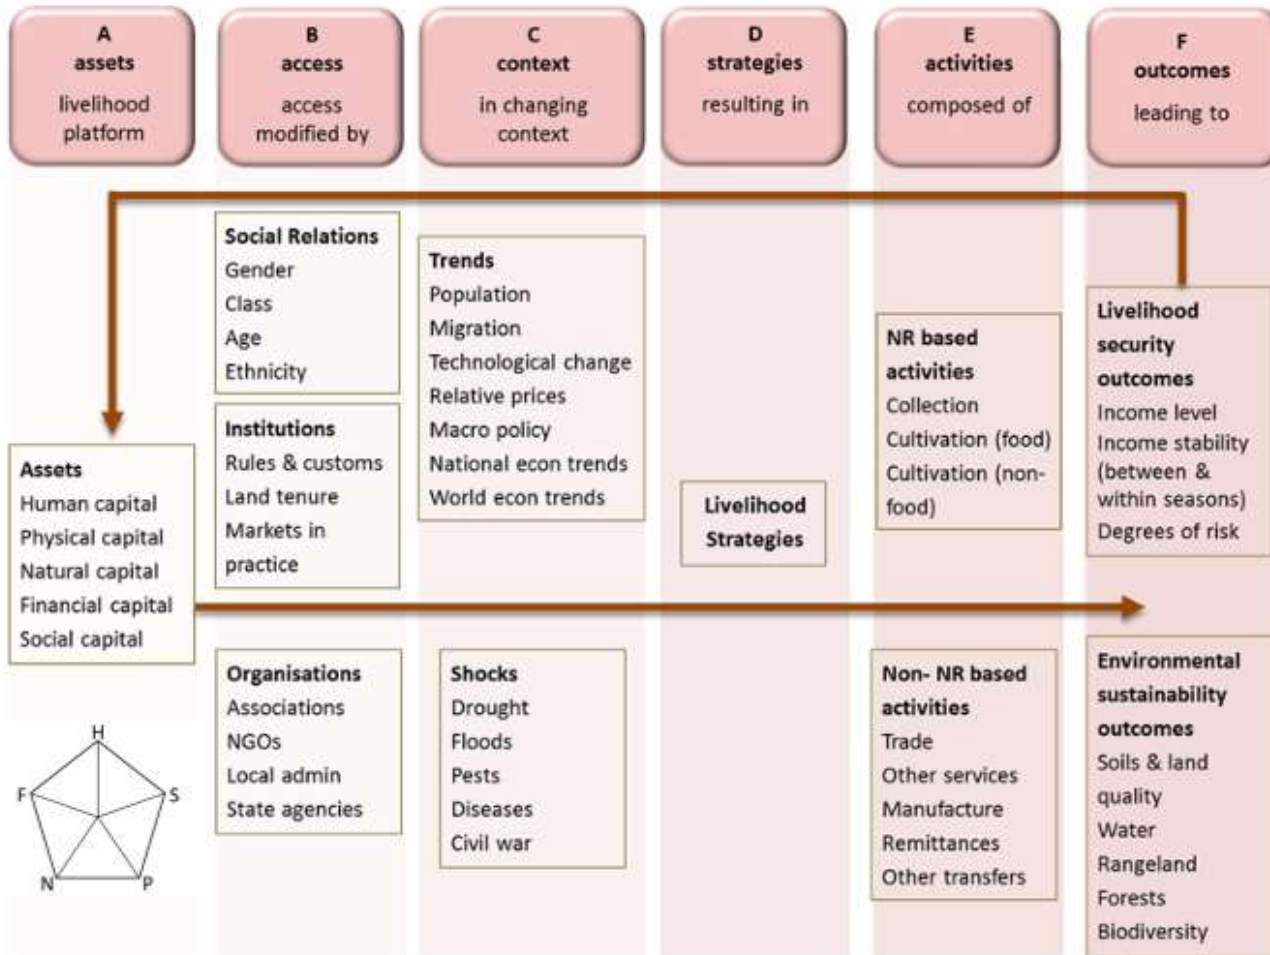 A
assets
livelihood
platform
B
access
access
modified by
C
context
in changing
context
D
strategies
resulting in
E
activities
composed of
F
outcomes
leading to
Assets
Human capital
Physical capital
Natural capital
Financial capital
Social capital
H
F
S
N
P
Social Relations
Gender
Class
Age
Ethnicity
Institutions
Rules & customs
Land tenure
Markets in
practice
Organisations
Associations
NGOs
Local admin
State agencies
Trends
Population
Migration
Technological change
Relative prices
Macro policy
National econ trends
World econ trends
Shocks
Drought
Floods
Pests
Diseases
Civil war
Livelihood
Strategies
NR based
activities
Collection
Cultivation (food)
Cultivation (non-
food)
Non- NR based
activities
Trade
Other services
Manufacture
Remittances
Other transfers
Livelihood
security
outcomes
Income level
Income stability
(between &
within seasons)
Degrees of risk
Environmental
sustainability
outcomes
Soils & land
quality
Water
Rangeland
Forests
Biodiversity